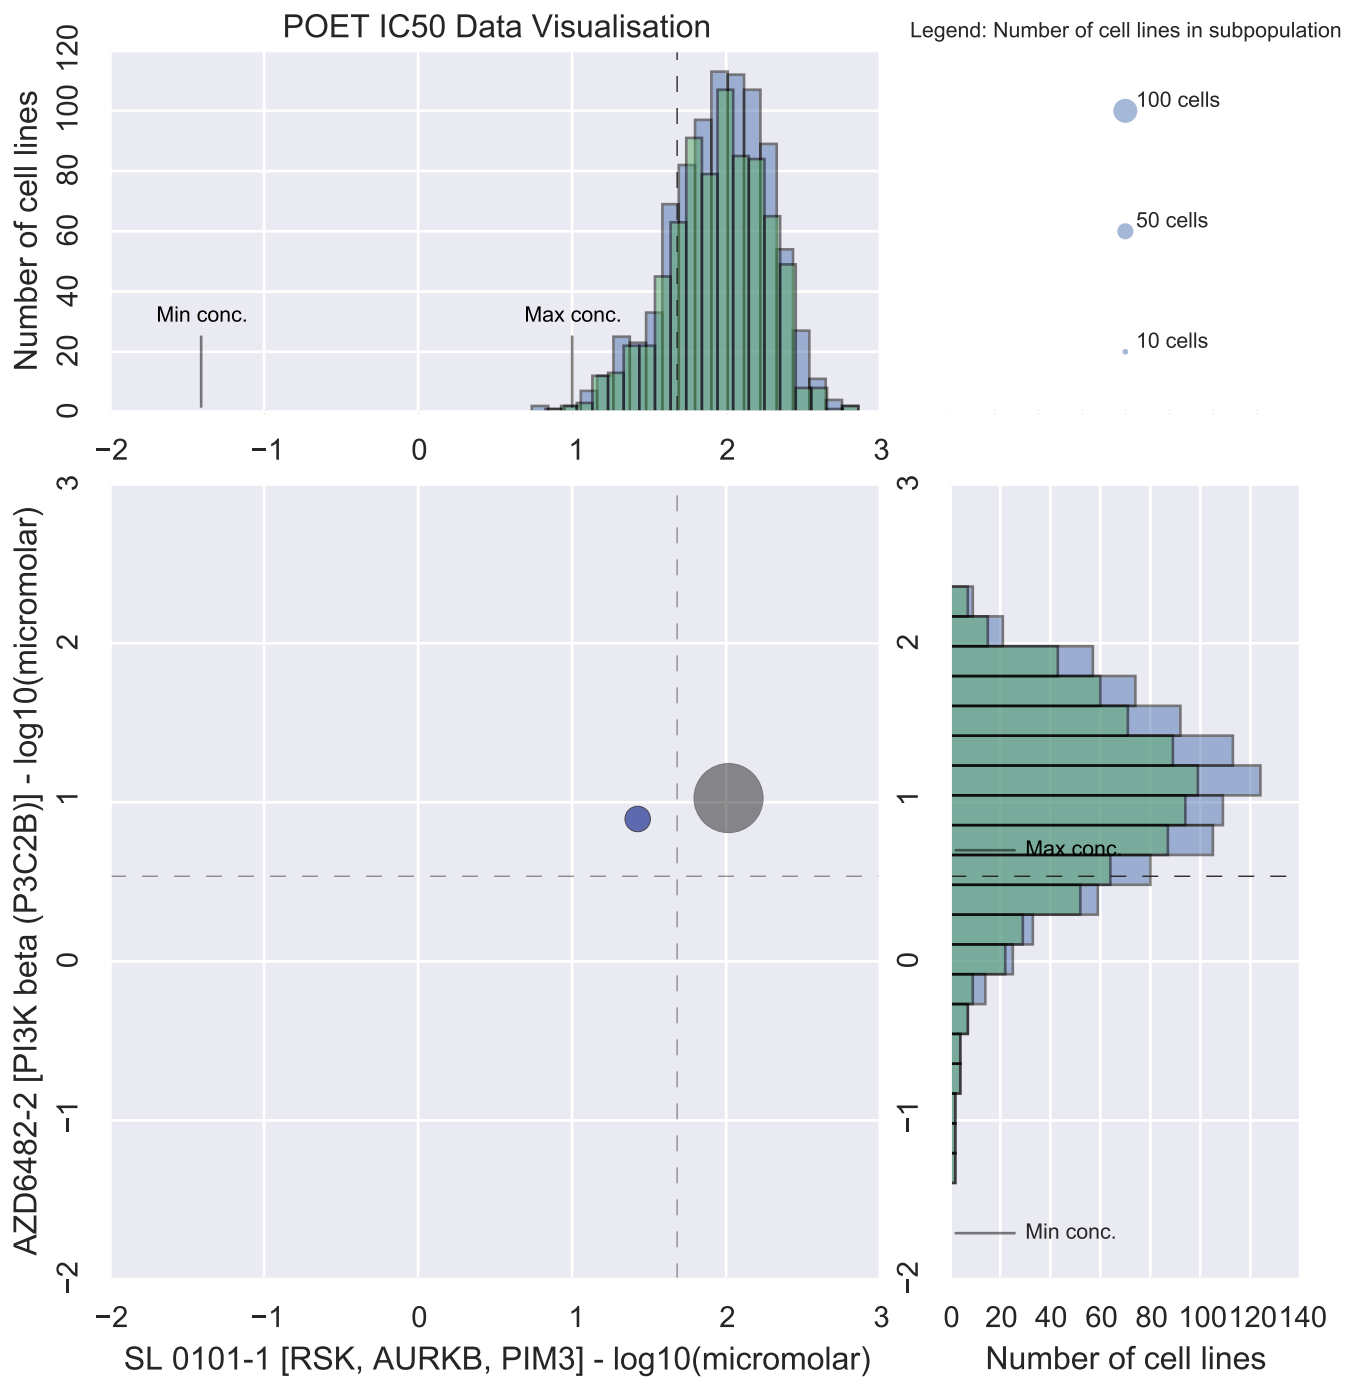 POET IC50 Data Visualisation
Legend: Number of cell lines in subpopulation
100 cells
50 cells
10 cells
Number of cell lines
120
100
80
60
40
20
0
Min conc.
Max conc.
−2 −1 0 1 2 3
AZD6482-2 [PI3K beta (P3C2B)] - log10(micromolar)
3
2
1
0
−1
−2
−2 −1 0 1 2 3
SL 0101-1 [RSK, AURKB, PIM3] - log10(micromolar)
3
2
1
0
−1
−2
Max conc.
Min conc.
0 20 40 60 80 100 120 140
Number of cell lines